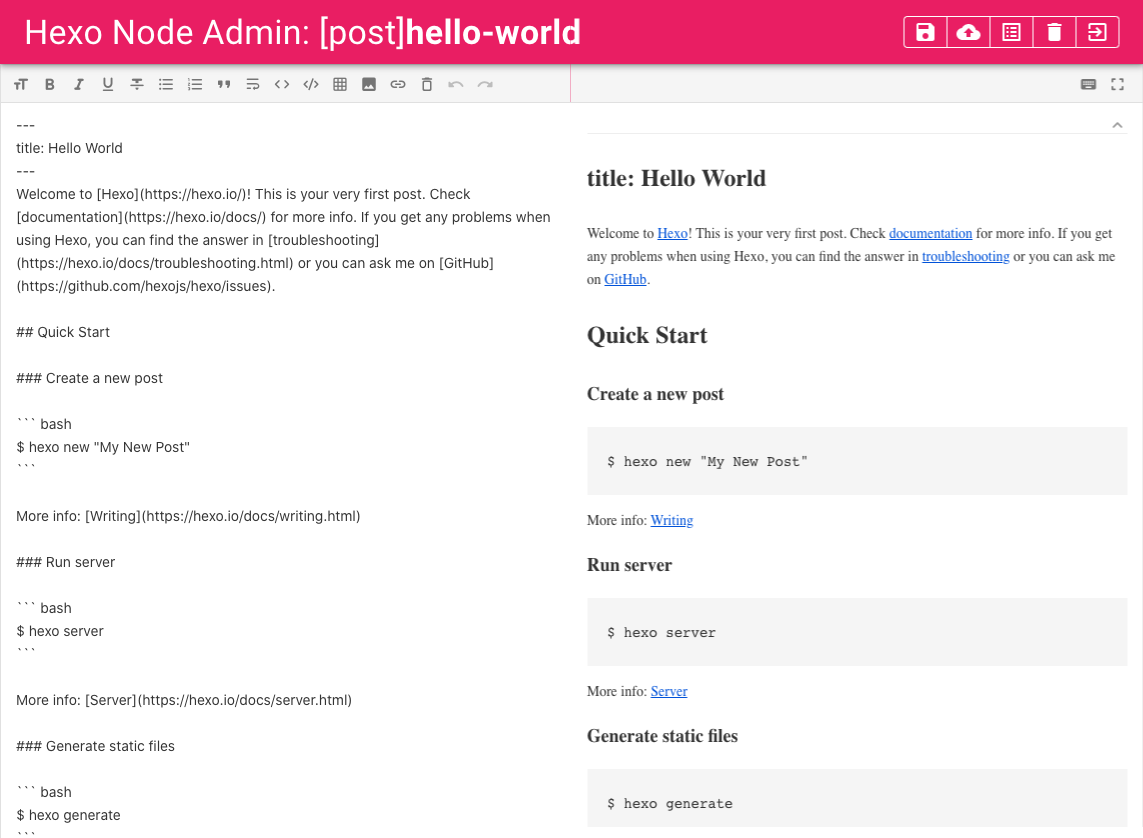 Hexo Node Admin: [post]hello-world
---
title: Hello World
---
Welcome to [Hexo](https://hexo.io/)! This is your very first post. Check
[documentation](https://hexo.io/docs/) for more info. If you get any problems when
using Hexo, you can find the answer in [troubleshooting]
(https://hexo.io/docs/troubleshooting.html) or you can ask me on [GitHub]
(https://github.com/hexojs/hexo/issues).
## Quick Start
### Create a new post
``` bash
$ hexo new "My New Post"
```
More info: [Writing](https://hexo.io/docs/writing.html)
### Run server
``` bash
$ hexo server
```
More info: [Server](https://hexo.io/docs/server.html)
### Generate static files
``` bash
$ hexo generate
```
title: Hello World
Welcome to Hexo! This is your very first post. Check documentation for more info. If you get
any problems when using Hexo, you can find the answer in troubleshooting or you can ask me
on GitHub.
Quick Start
Create a new post
$ hexo new "My New Post"
More info: Writing
Run server
$ hexo server
More info: Server
Generate static files
$ hexo generate